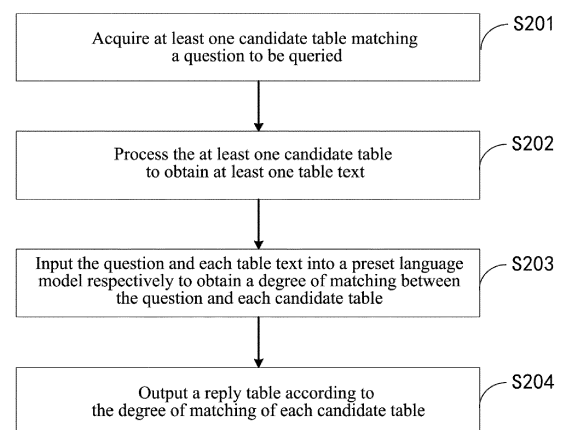 S201
Acquire at least one candidate table matching
a question to be queried
S202
Process the at least one candidate table
to obtain at least one table text
S203
Input the question and each table text into a preset language
model respectively to obtain a degree of matching between
the question and each candidate table
S204
Output a reply table according to
the degree of matching of each candidate table